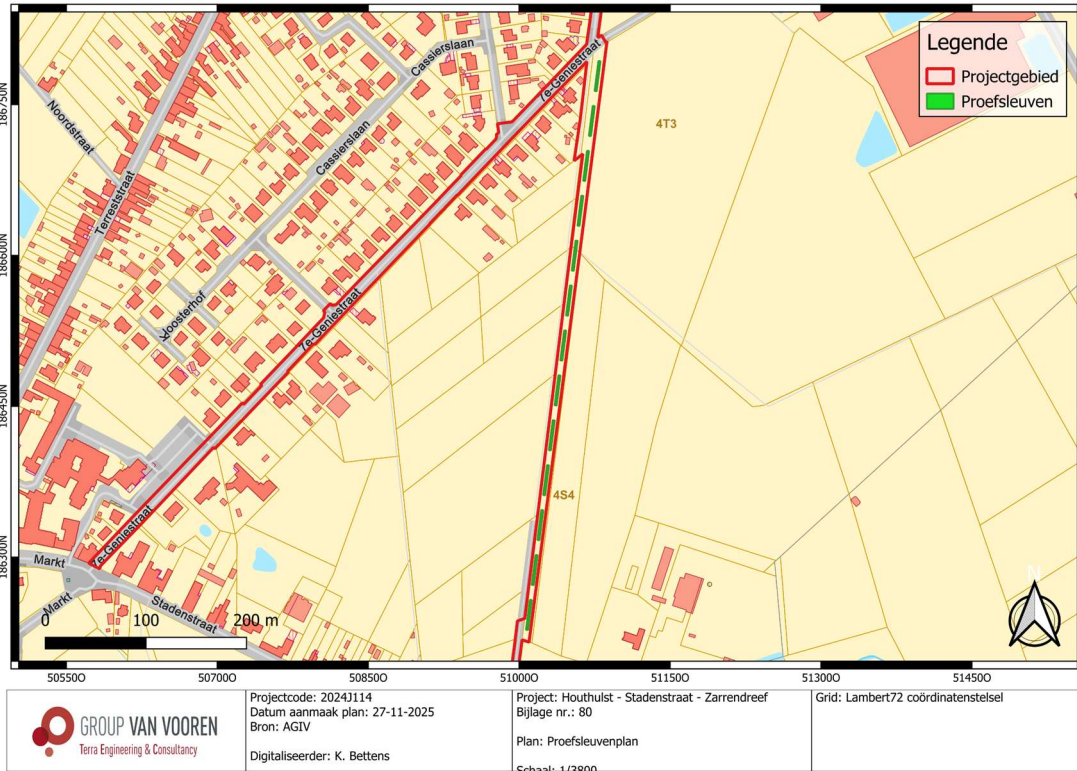 Legende
Projectgebied
Proefsleuven
Cassierslaan
7e-Geniestraat
Noordstraat
Cassierslaan
4T3
Terreststraat
Kloosterhof
7e-Geniestraat
4S4
7e-Geniestraat
Markt
Markt
Stadenstraat
N
0 100 200 m
186750N
186600N
186450N
186300N
505500 507000 508500 510000 511500 513000 514500
GROUP VAN VOOREN
Terra Engineering & Consultancy
Projectcode: 2024J114
Datum aanmaak plan: 27-11-2025
Bron: AGIV
Digitaliseerder: K. Bettens
Project: Houthulst - Stadenstraat - Zarrendreef
Bijlage nr.: 80
Plan: Proefsleuvenplan
Schaal: 1/3800
Grid: Lambert72 coördinatenstelsel